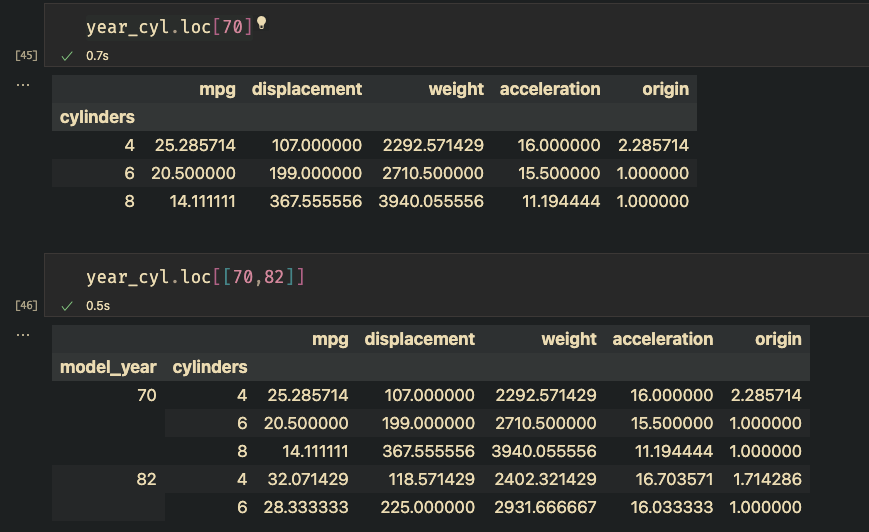 year_cyl.loc[70]
[45] ✓ 0.7s
... mpg displacement weight acceleration origin
cylinders
4 25.285714 107.000000 2292.571429 16.000000 2.285714
6 20.500000 199.000000 2710.500000 15.500000 1.000000
8 14.111111 367.555556 3940.055556 11.194444 1.000000
year_cyl.loc[[70,82]]
[46] ✓ 0.5s
... mpg displacement weight acceleration origin
model_year cylinders
70 4 25.285714 107.000000 2292.571429 16.000000 2.285714
6 20.500000 199.000000 2710.500000 15.500000 1.000000
8 14.111111 367.555556 3940.055556 11.194444 1.000000
82 4 32.071429 118.571429 2402.321429 16.703571 1.714286
6 28.333333 225.000000 2931.666667 16.033333 1.000000